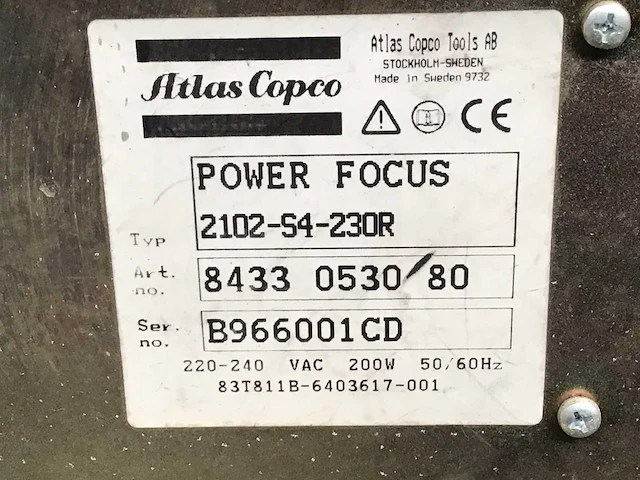 Atlas Copco
Atlas Copco Tools AB
STOCKHOLM-SWEDEN
Made in Sweden 9732
CE
POWER FOCUS
Typ 2102-S4-230R
Art. no. 8433 0530/80
Ser. no. B966001CD
220-240 VAC 200W 50/60Hz
83T811B-6403617-001